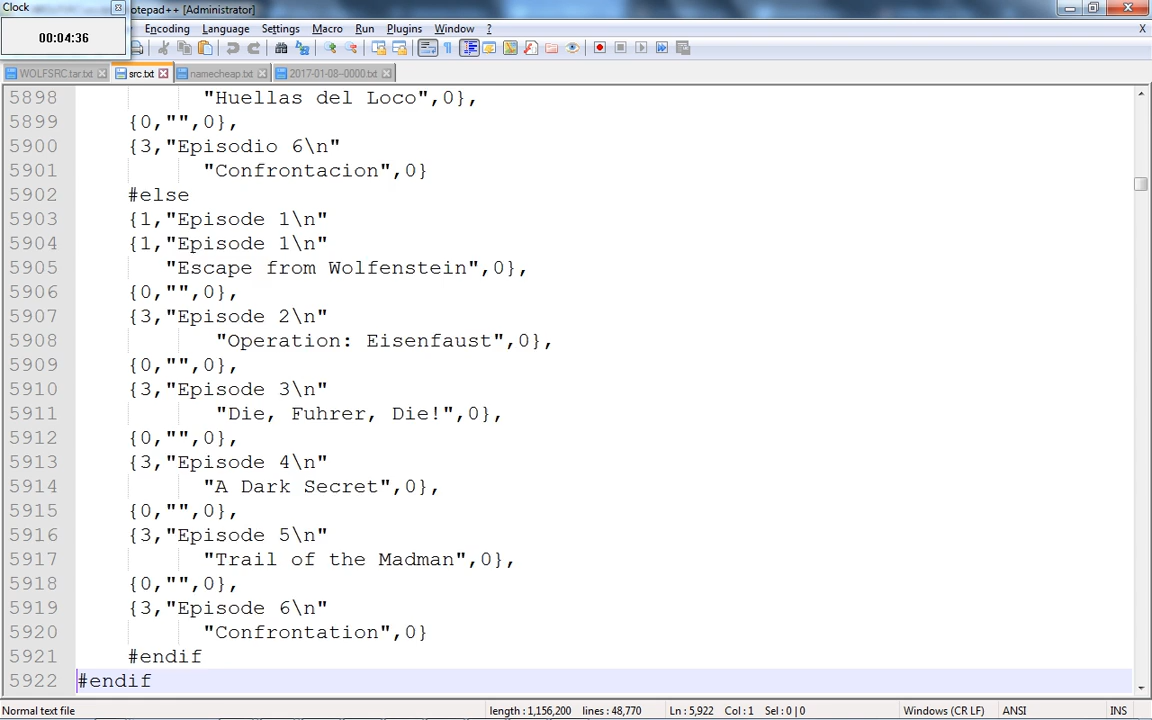 Clock
00:04:36
otepad++ [Administrator]
Encoding Language Settings Macro Run Plugins Window ? X
WOLFSRC.tar.txt src.txt namecheap.txt 2017-01-08--0000.txt
5898 "Huellas del Loco",0},
5899 {0,"",0},
5900 {3,"Episodio 6\n"
5901 "Confrontacion",0}
5902 #else
5903 {1,"Episode 1\n"
5904 {1,"Episode 1\n"
5905 "Escape from Wolfenstein",0},
5906 {0,"",0},
5907 {3,"Episode 2\n"
5908 "Operation: Eisenfaust",0},
5909 {0,"",0},
5910 {3,"Episode 3\n"
5911 "Die, Fuhrer, Die!",0},
5912 {0,"",0},
5913 {3,"Episode 4\n"
5914 "A Dark Secret",0},
5915 {0,"",0},
5916 {3,"Episode 5\n"
5917 "Trail of the Madman",0},
5918 {0,"",0},
5919 {3,"Episode 6\n"
5920 "Confrontation",0}
5921 #endif
5922 #endif
Normal text file length : 1,156,200 lines : 48,770 Ln : 5,922 Col : 1 Sel : 0 | 0 Windows (CR LF) ANSI INS